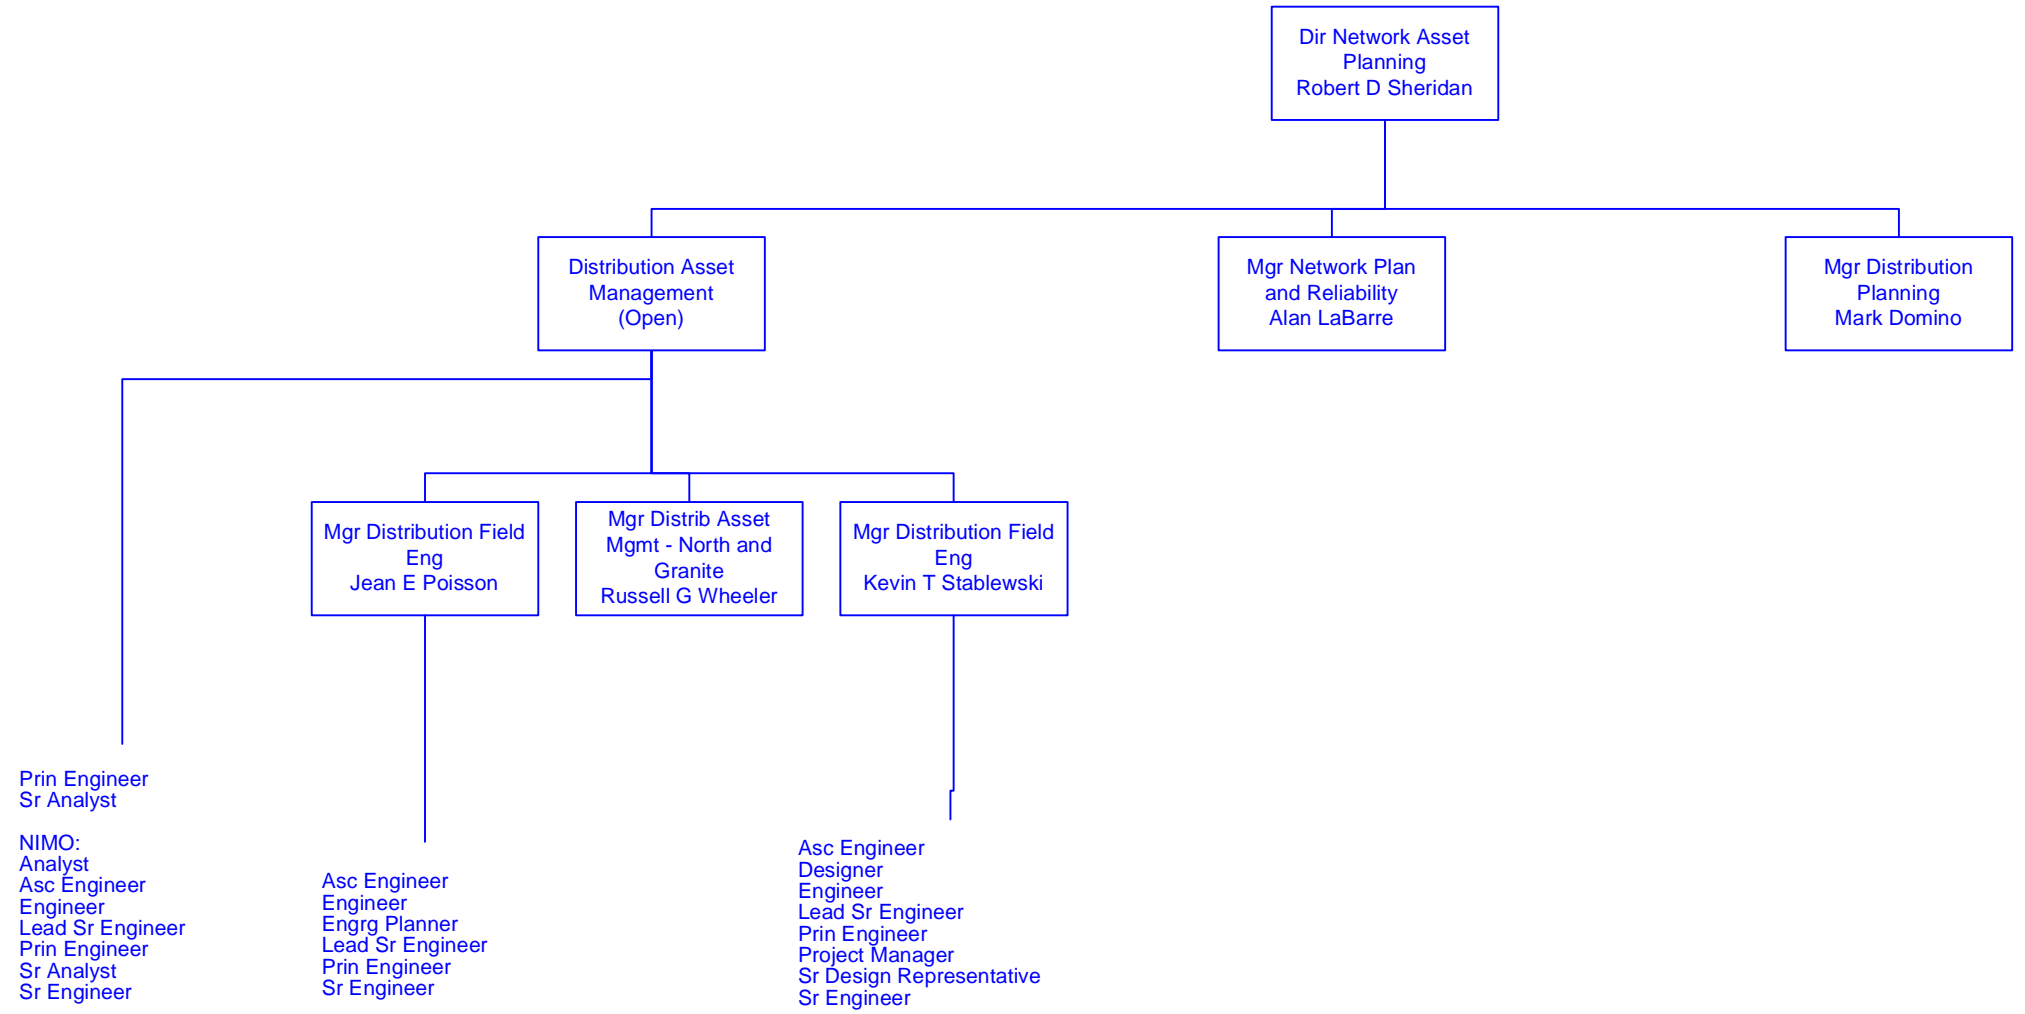 Dir Network Asset
Planning
Robert D Sheridan
Distribution Asset
Management
(Open)
Mgr Network Plan
and Reliability
Alan LaBarre
Mgr Distribution
Planning
Mark Domino
Mgr Distribution Field
Eng
Jean E Poisson
Mgr Distrib Asset
Mgmt - North and
Granite
Russell G Wheeler
Mgr Distribution Field
Eng
Kevin T Stablewski
Prin Engineer
Sr Analyst
NIMO:
Analyst
Asc Engineer
Engineer
Lead Sr Engineer
Prin Engineer
Sr Analyst
Sr Engineer
Asc Engineer
Engineer
Engrg Planner
Lead Sr Engineer
Prin Engineer
Sr Engineer
Asc Engineer
Designer
Engineer
Lead Sr Engineer
Prin Engineer
Project Manager
Sr Design Representative
Sr Engineer